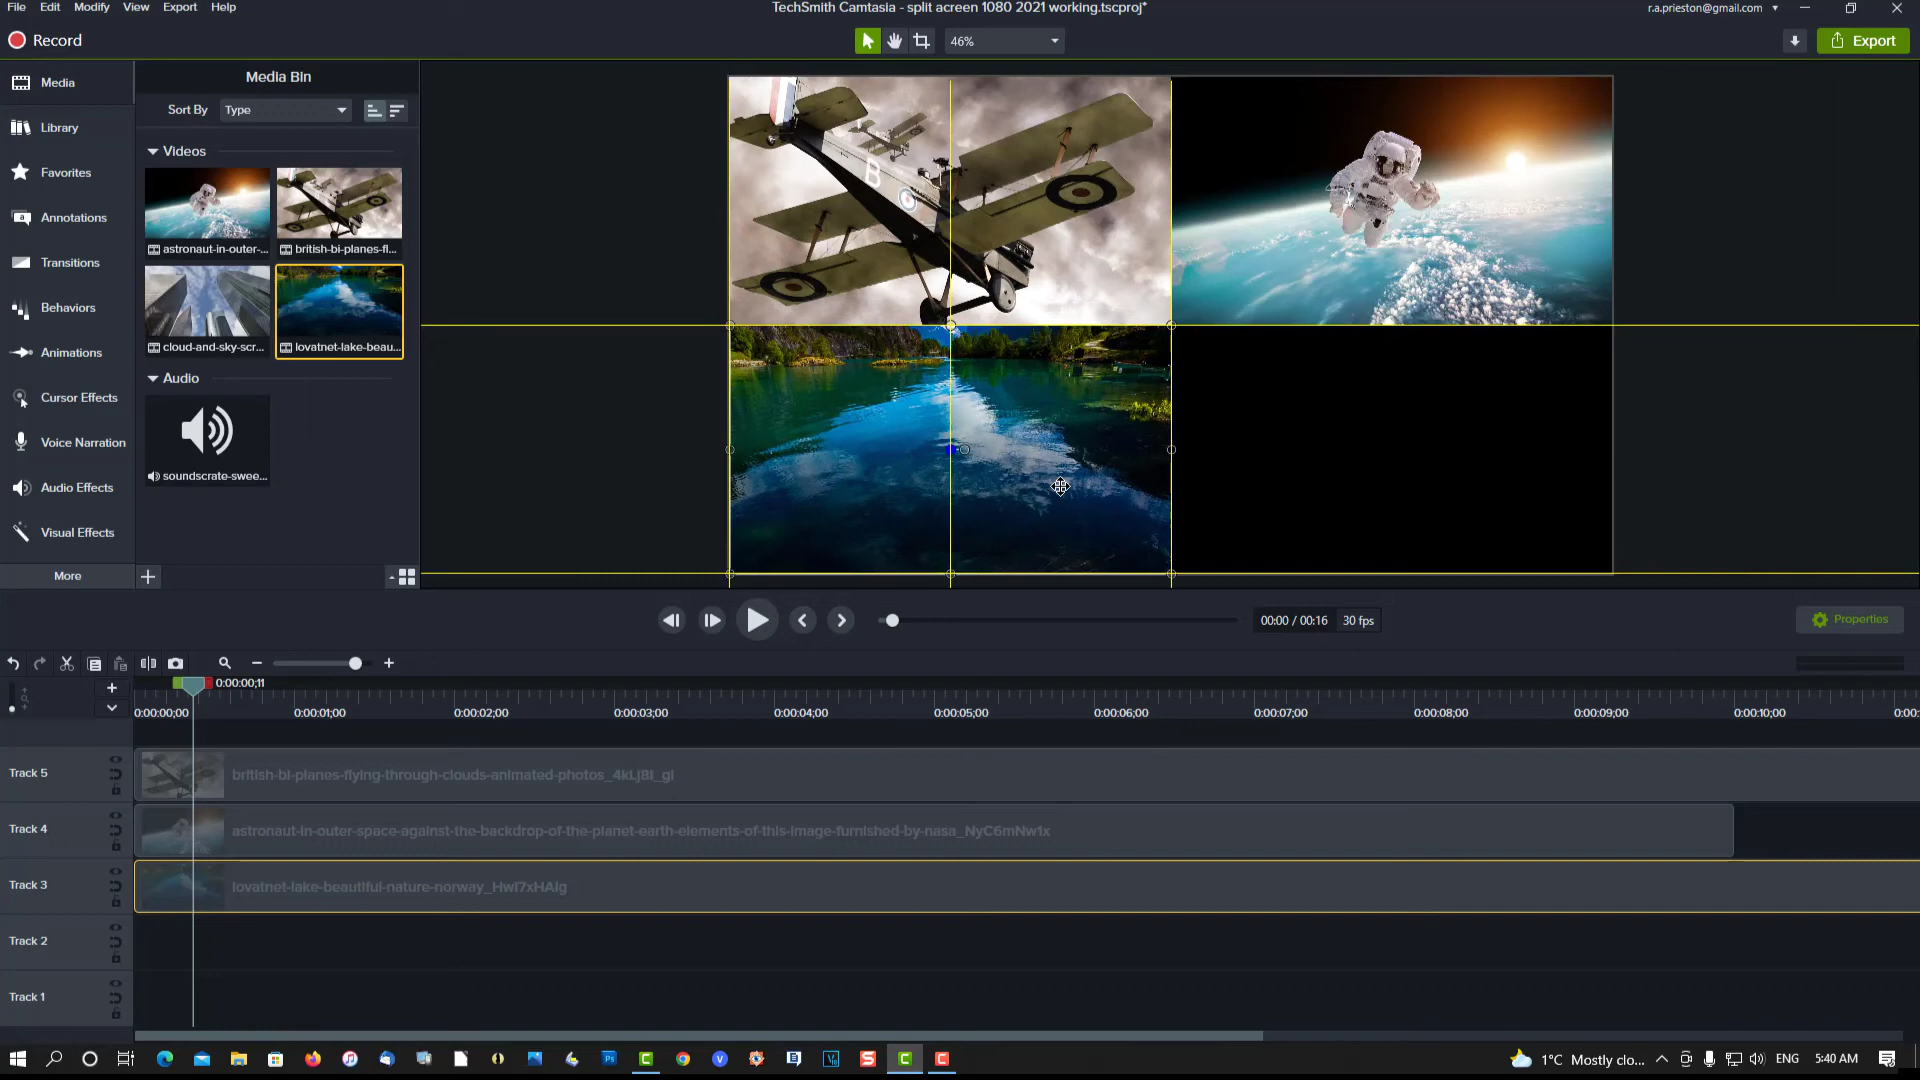 File Edit Modify View Export Help
TechSmith Camtasia - split acreen 1080 2021 working.tscproj*
r.a.prieston@gmail.com
Record
46%
Export
Media
Library
Favorites
Annotations
Transitions
Behaviors
Animations
Cursor Effects
Voice Narration
Audio Effects
Visual Effects
More
Media Bin
Sort By Type
Videos
astronaut-in-outer-...
british-bi-planes-fl...
cloud-and-sky-scr...
lovatnet-lake-beau...
Audio
soundscrate-swee...
B
00:00 / 00:16 30 fps
Properties
0:00:00;11
0:00:00;00 0:00:01;00 0:00:02;00 0:00:03;00 0:00:04;00 0:00:05;00 0:00:06;00 0:00:07;00 0:00:08;00 0:00:09;00 0:00:10;00 0:00:
Track 5
british-bi-planes-flying-through-clouds-animated-photos_4kLj8I_gl
Track 4
astronaut-in-outer-space-against-the-backdrop-of-the-planet-earth-elements-of-this-image-furnished-by-nasa_NyC6mNw1x
Track 3
lovatnet-lake-beautiful-nature-norway_HwI7xHAIg
Track 2
Track 1
1°C Mostly clo... ENG 5:40 AM